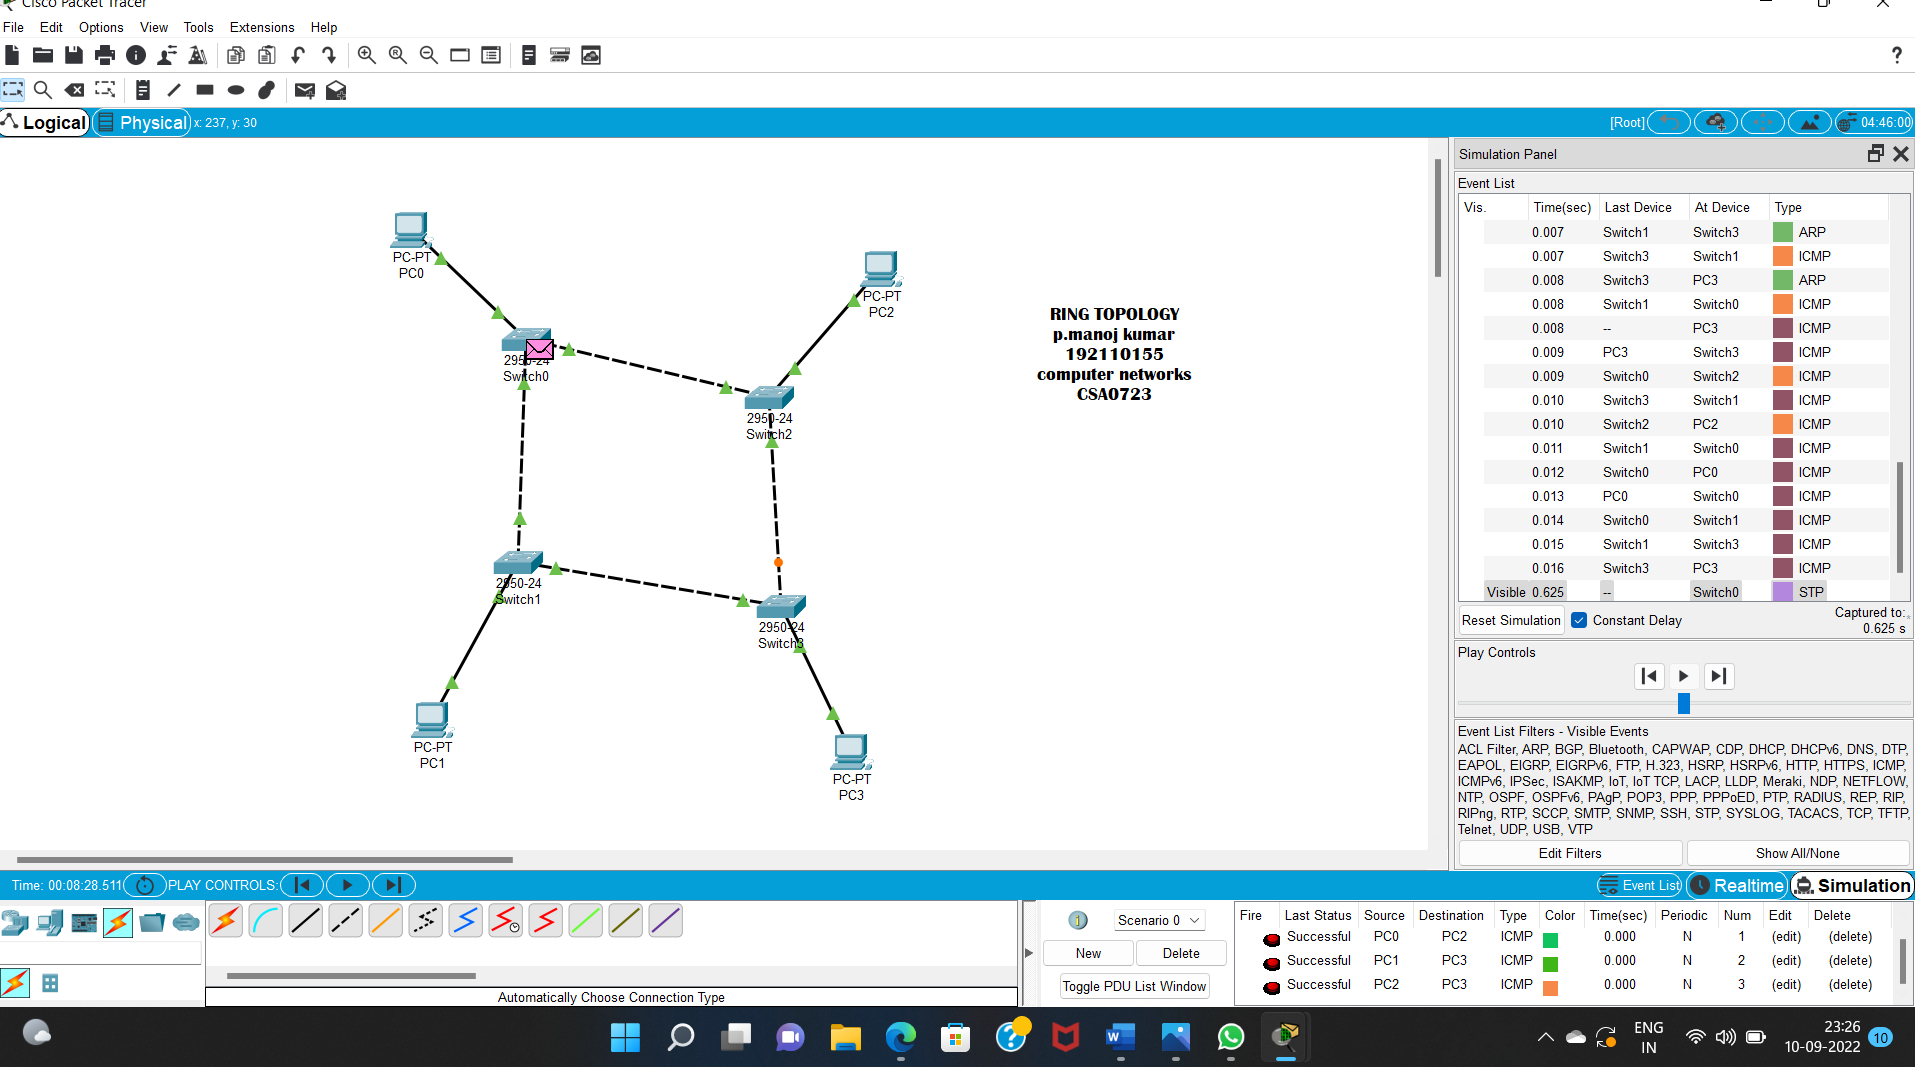 Cisco Packet Tracer
File Edit Options View Tools Extensions Help
Logical Physical x: 237, y: 30
[Root] 04:46:00
PC-PT
PC0
PC-PT
PC2
2950-24
Switch0
2950-24
Switch2
2950-24
Switch1
2950-24
Switch3
PC-PT
PC1
PC-PT
PC3
RING TOPOLOGY
p.manoj kumar
192110155
computer networks
CSA0723
Simulation Panel
Event List
Vis. Time(sec) Last Device At Device Type
0.007 Switch1 Switch3 ARP
0.007 Switch3 Switch1 ICMP
0.008 Switch3 PC3 ARP
0.008 Switch1 Switch0 ICMP
0.008 -- PC3 ICMP
0.009 PC3 Switch3 ICMP
0.009 Switch0 Switch2 ICMP
0.010 Switch3 Switch1 ICMP
0.010 Switch2 PC2 ICMP
0.011 Switch1 Switch0 ICMP
0.012 Switch0 PC0 ICMP
0.013 PC0 Switch0 ICMP
0.014 Switch0 Switch1 ICMP
0.015 Switch1 Switch3 ICMP
0.016 Switch3 PC3 ICMP
Visible 0.625 -- Switch0 STP
Reset Simulation Constant Delay
Captured to:
0.625 s
Play Controls
Event List Filters - Visible Events
ACL Filter, ARP, BGP, Bluetooth, CAPWAP, CDP, DHCP, DHCPv6, DNS, DTP,
EAPOL, EIGRP, EIGRPv6, FTP, H.323, HSRP, HSRPv6, HTTP, HTTPS, ICMP,
ICMPv6, IPSec, ISAKMP, IoT, IoT TCP, LACP, LLDP, Meraki, NDP, NETFLOW,
NTP, OSPF, OSPFv6, PAgP, POP3, PPP, PPPoED, PTP, RADIUS, REP, RIP,
RIPng, RTP, SCCP, SMTP, SNMP, SSH, STP, SYSLOG, TACACS, TCP, TFTP,
Telnet, UDP, USB, VTP
Edit Filters Show All/None
Time: 00:08:28.511 PLAY CONTROLS:
Event List Realtime Simulation
Automatically Choose Connection Type
Scenario 0
New Delete
Toggle PDU List Window
Fire Last Status Source Destination Type Color Time(sec) Periodic Num Edit Delete
Successful PC0 PC2 ICMP 0.000 N 1 (edit) (delete)
Successful PC1 PC3 ICMP 0.000 N 2 (edit) (delete)
Successful PC2 PC3 ICMP 0.000 N 3 (edit) (delete)
ENG
IN
23:26
10-09-2022
10